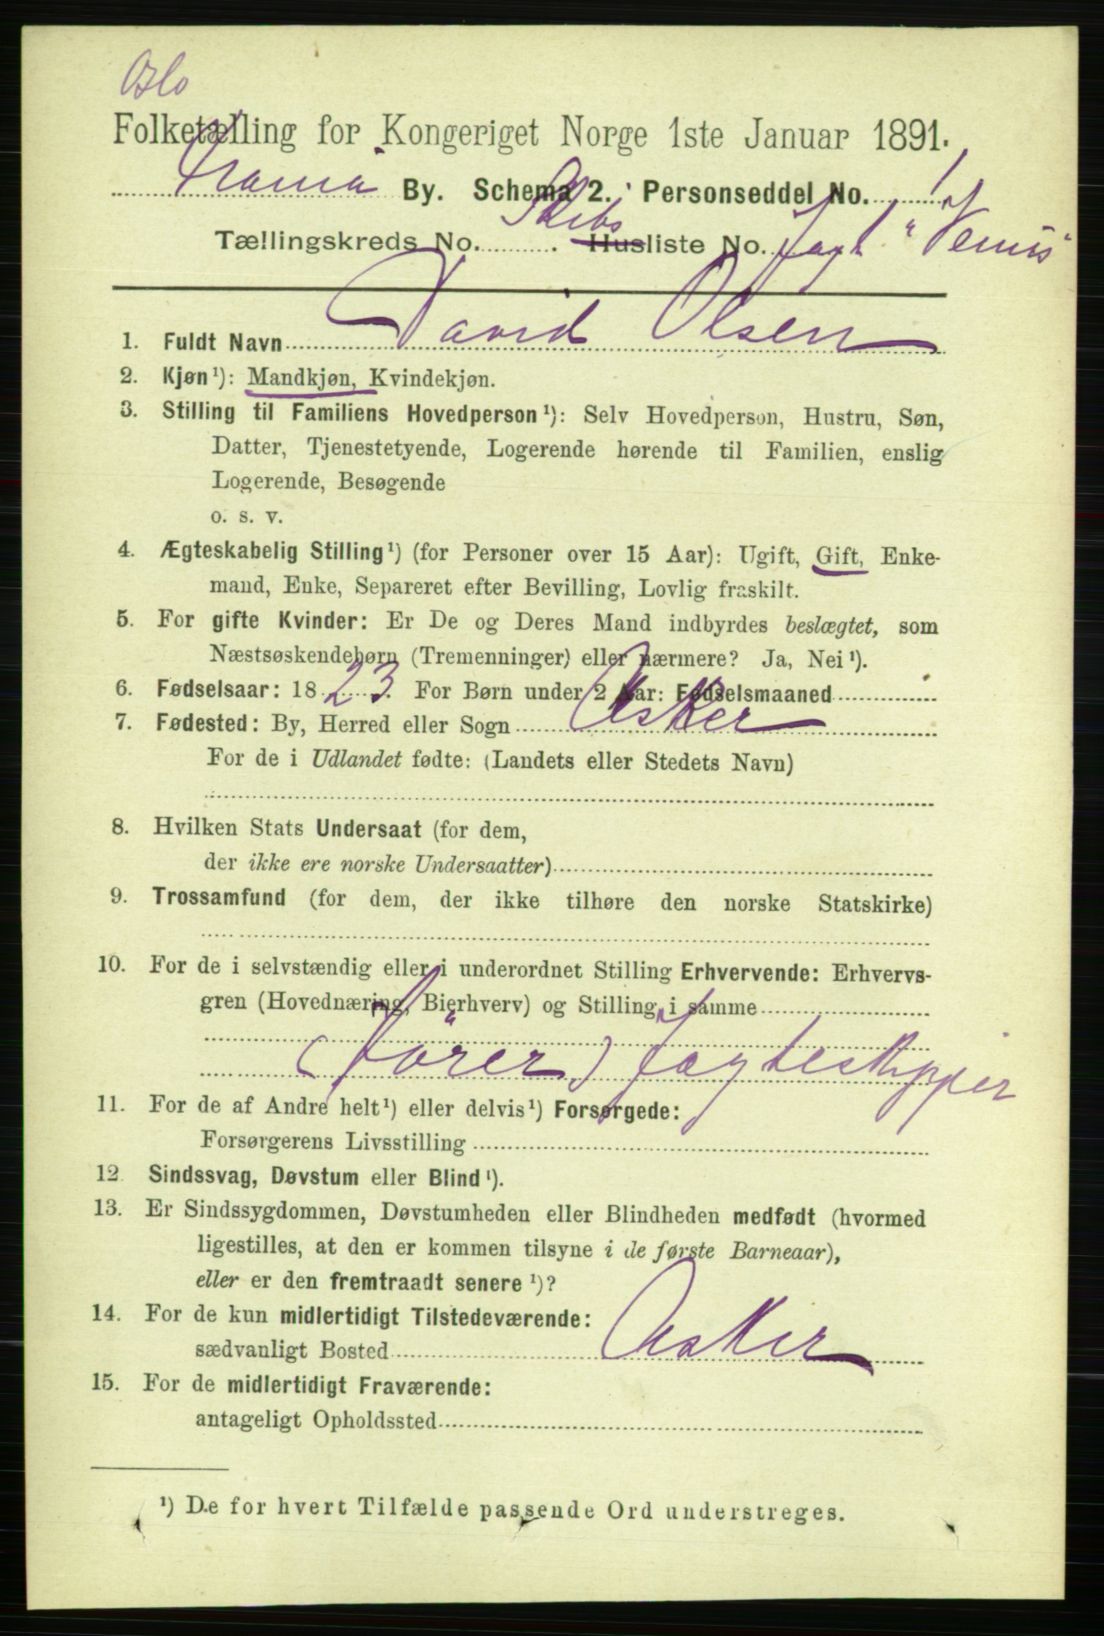 Oslo
Folketælling for Kongeriget Norge 1ste Januar 1891.
By. Schema 2. Personseddel No. 1
Skibs
Tællingskreds No. . Husliste No. Jagt "Venus"
1. Fuldt Navn David Olsen
2. Kjøn¹): Mandkjøn, Kvindekjøn.
3. Stilling til Familiens Hovedperson¹): Selv Hovedperson, Hustru, Søn,
Datter, Tjenestetyende, Logerende hørende til Familien, enslig
Logerende, Besøgende
o. s. v.
4. Ægteskabelig Stilling¹) (for Personer over 15 Aar): Ugift, Gift, Enke-
mand, Enke, Separeret efter Bevilling, Lovlig fraskilt.
5. For gifte Kvinder: Er De og Deres Mand indbyrdes beslægtet, som
Næstsøskendebørn (Tremenninger) eller nærmere? Ja, Nei¹).
6. Fødselsaar: 1823. For Børn under 2 Aar: Fødselsmaaned
7. Fødested: By, Herred eller Sogn Asker
For de i Udlandet fødte: (Landets eller Stedets Navn)
8. Hvilken Stats Undersaat (for dem,
der ikke ere norske Undersaatter)
9. Trossamfund (for dem, der ikke tilhøre den norske Statskirke)
10. For de i selvstændig eller i underordnet Stilling Erhvervende: Erhvervs-
gren (Hovednæring, Bierhverv) og Stilling i samme
(Förer) Jagteskipper
11. For de af Andre helt¹) eller delvis¹) Forsørgede:
Forsørgerens Livsstilling
12. Sindssvag, Døvstum eller Blind¹).
13. Er Sindssygdommen, Døvstumheden eller Blindheden medfødt (hvormed
ligestilles, at den er kommen tilsyne i de første Barneaar),
eller er den fremtraadt senere¹)?
14. For de kun midlertidigt Tilstedeværende:
sædvanligt Bosted Asker
15. For de midlertidigt Fraværende:
antageligt Opholdssted
¹) De for hvert Tilfælde passende Ord understreges.